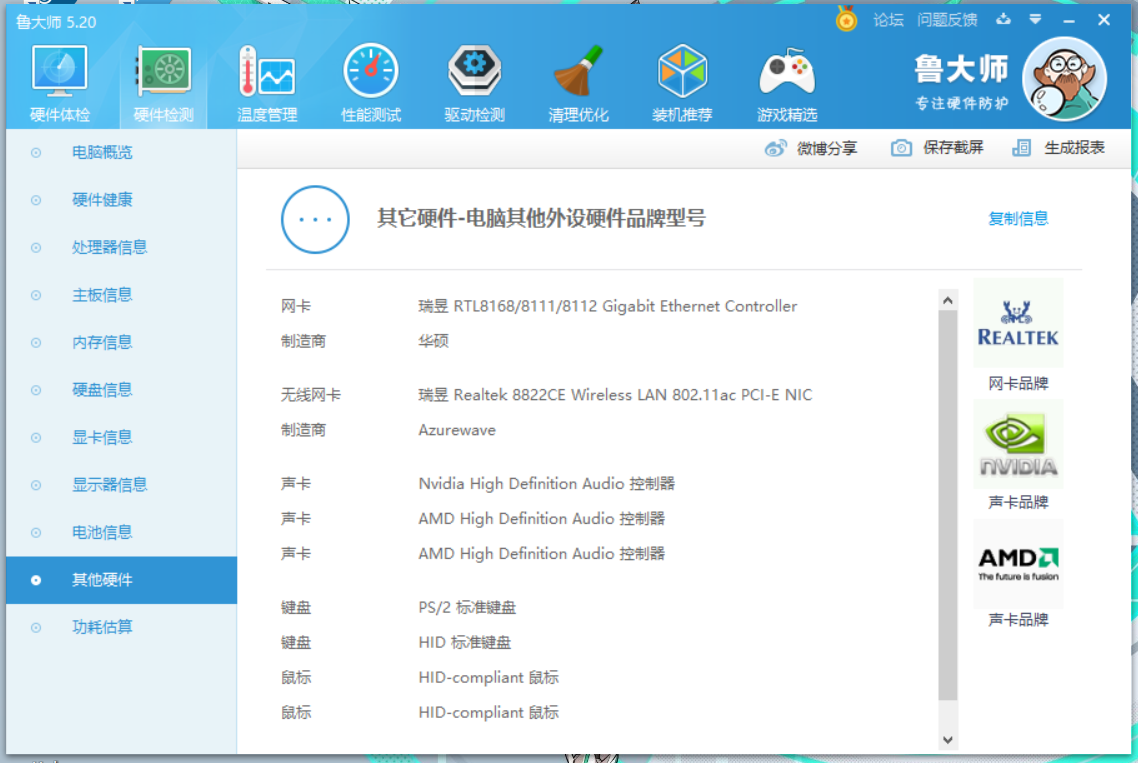 鲁大师 5.20
论坛 问题反馈
硬件体检 硬件检测 温度管理 性能测试 驱动检测 清理优化 装机推荐 游戏精选
鲁大师
专注硬件防护
微博分享 保存截屏 生成报表
电脑概览
硬件健康
处理器信息
主板信息
内存信息
硬盘信息
显卡信息
显示器信息
电池信息
其他硬件
功耗估算
其它硬件-电脑其他外设硬件品牌型号
复制信息
网卡 瑞昱 RTL8168/8111/8112 Gigabit Ethernet Controller
制造商 华硕
无线网卡 瑞昱 Realtek 8822CE Wireless LAN 802.11ac PCI-E NIC
制造商 Azurewave
声卡 Nvidia High Definition Audio 控制器
声卡 AMD High Definition Audio 控制器
声卡 AMD High Definition Audio 控制器
键盘 PS/2 标准键盘
键盘 HID 标准键盘
鼠标 HID-compliant 鼠标
鼠标 HID-compliant 鼠标
REALTEK
网卡品牌
NVIDIA
声卡品牌
AMD
The future is fusion
声卡品牌